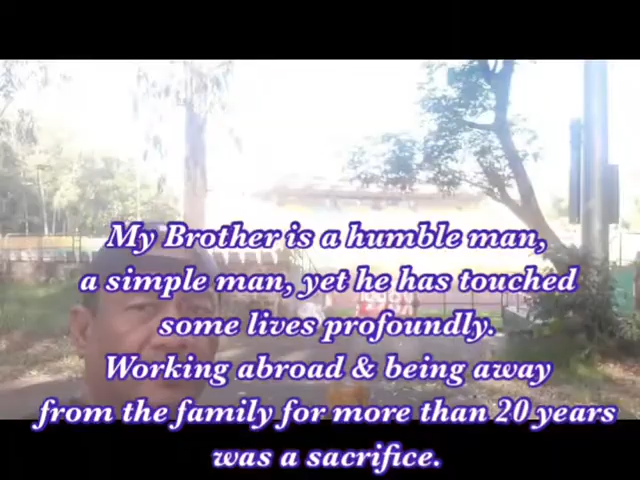 My Brother is a humble man,
a simple man, yet he has touched
some lives profoundly.
Working abroad & being away
from the family for more than 20 years
was a sacrifice.